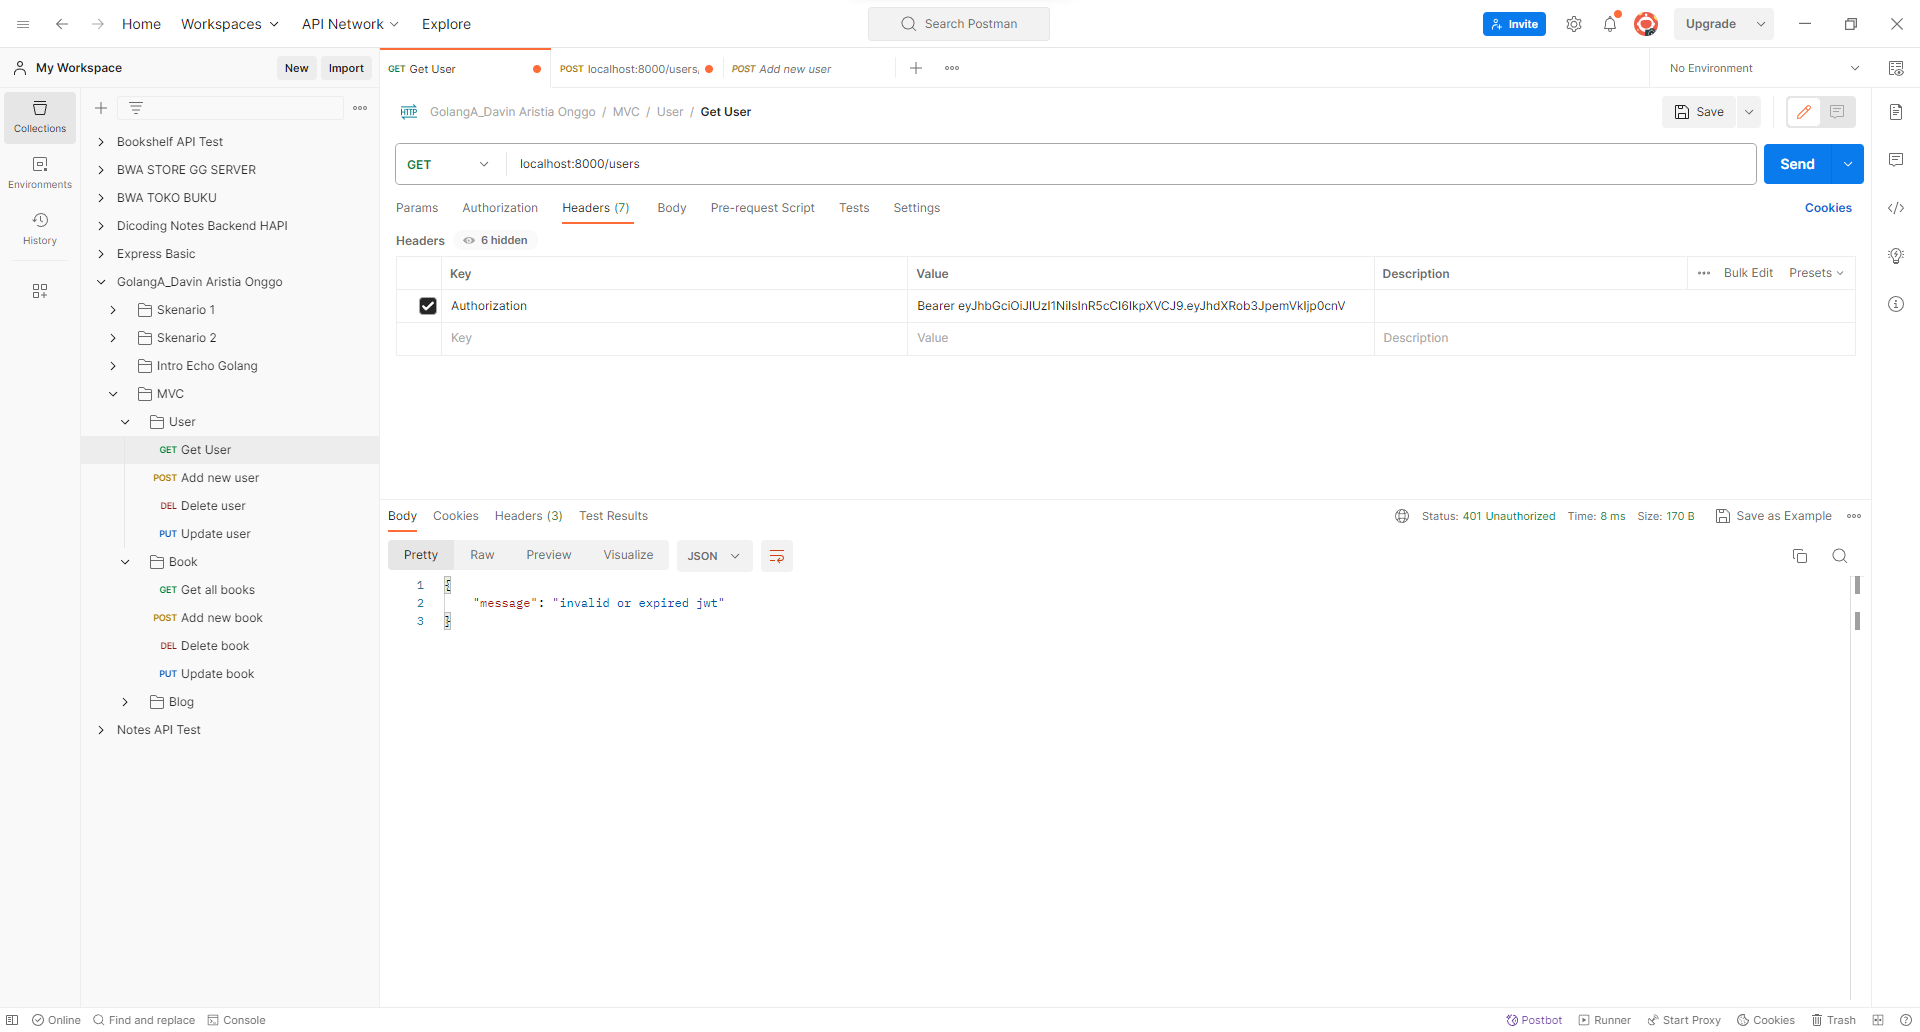 Home Workspaces API Network Explore Search Postman Invite Upgrade
My Workspace New Import GET Get User POST localhost:8000/users, POST Add new user No Environment
Collections
Environments
History
Bookshelf API Test
BWA STORE GG SERVER
BWA TOKO BUKU
Dicoding Notes Backend HAPI
Express Basic
GolangA_Davin Aristia Onggo
Skenario 1
Skenario 2
Intro Echo Golang
MVC
User
GET Get User
POST Add new user
DEL Delete user
PUT Update user
Book
GET Get all books
POST Add new book
DEL Delete book
PUT Update book
Blog
Notes API Test
HTTP GolangA_Davin Aristia Onggo / MVC / User / Get User Save
GET localhost:8000/users Send
Params Authorization Headers (7) Body Pre-request Script Tests Settings Cookies
Headers 6 hidden
Key Value Description Bulk Edit Presets
Authorization Bearer eyJhbGciOiJIUzI1NiIsInR5cCI6IkpXVCJ9.eyJhdXRob3JpemVkIjp0cnV
Key Value Description
Body Cookies Headers (3) Test Results Status: 401 Unauthorized Time: 8 ms Size: 170 B Save as Example
Pretty Raw Preview Visualize JSON
1 {
2 "message": "invalid or expired jwt"
3 }
Online Find and replace Console Postbot Runner Start Proxy Cookies Trash